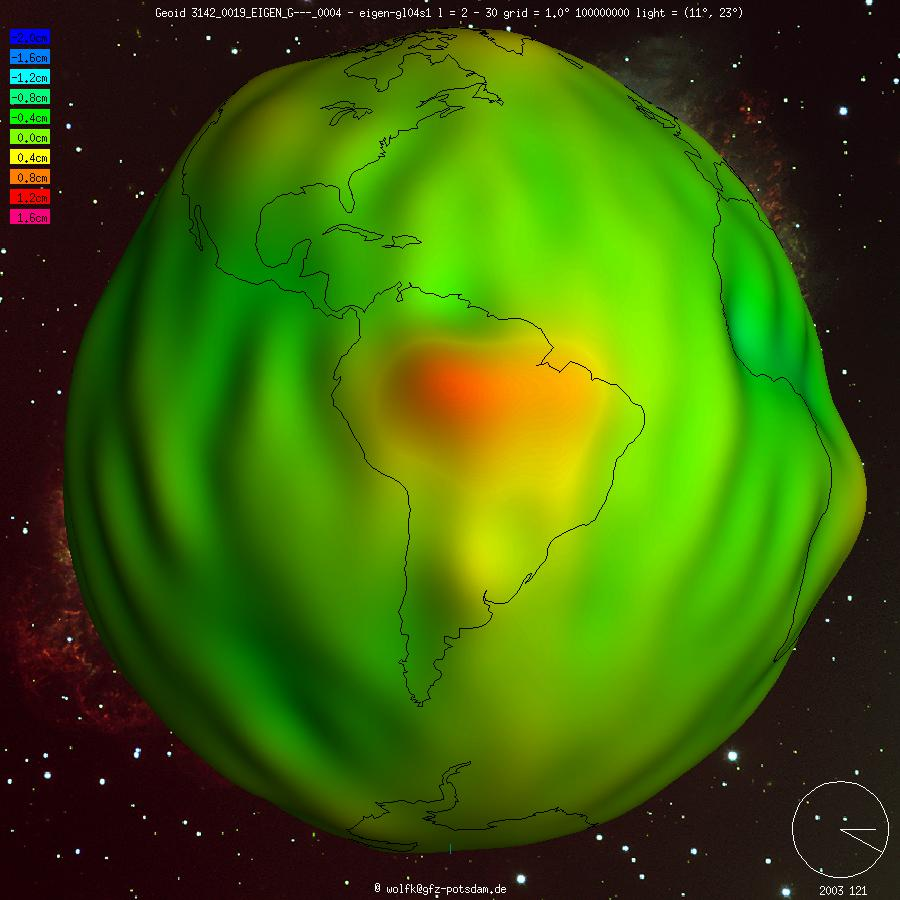 Geoid 3142_0019_EIGEN_G---_0004 - eigen-gl04s1 l = 2 - 30 grid = 1.0° 100000000 light = (11°, 23°)
-2.0cm
-1.6cm
-1.2cm
-0.8cm
-0.4cm
0.0cm
0.4cm
0.8cm
1.2cm
1.6cm
© wolfk@gfz-potsdam.de
2003 121